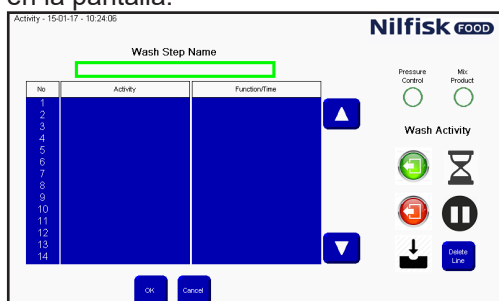 en la pantalla.
Activity - 15-01-17 - 10:24:06
Nilfisk FOOD
Wash Step Name
Pressure Control
Mix Product
No Activity Function/Time
1
2
3
4
5
6
7
8
9
10
11
12
13
14
Wash Activity
Delete Line
OK Cancel